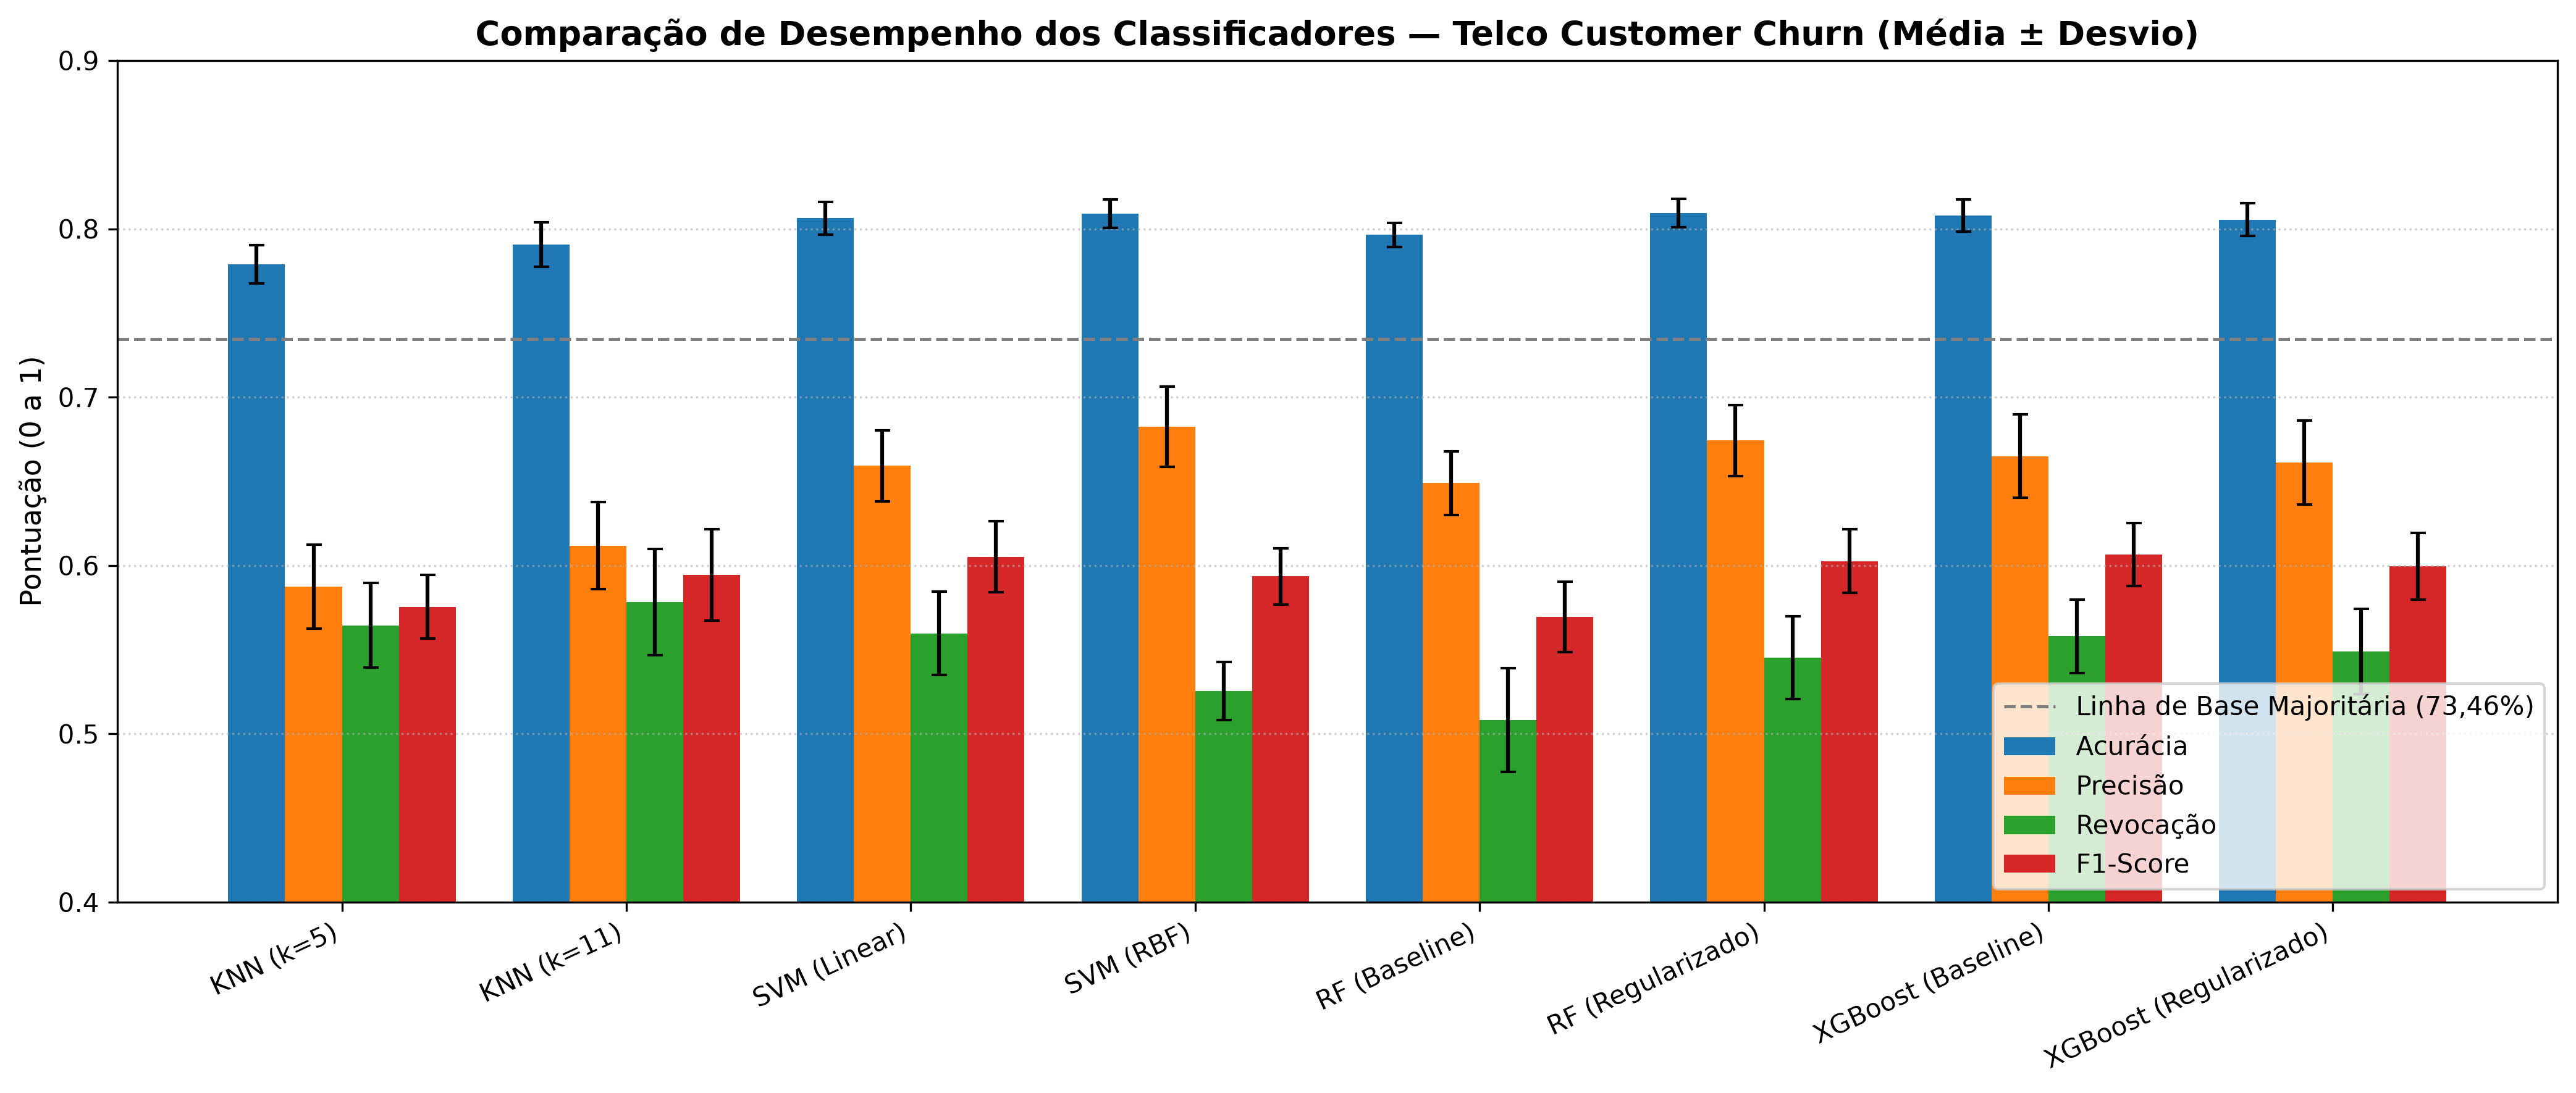 Comparação de Desempenho dos Classificadores — Telco Customer Churn (Média ± Desvio)
Pontuação (0 a 1)
0.9
0.8
0.7
0.6
0.5
0.4
Linha de Base Majoritária (73,46%)
Acurácia
Precisão
Revocação
F1-Score
KNN (k=5)
KNN (k=11)
SVM (Linear)
SVM (RBF)
RF (Baseline)
RF (Regularizado)
XGBoost (Baseline)
XGBoost (Regularizado)